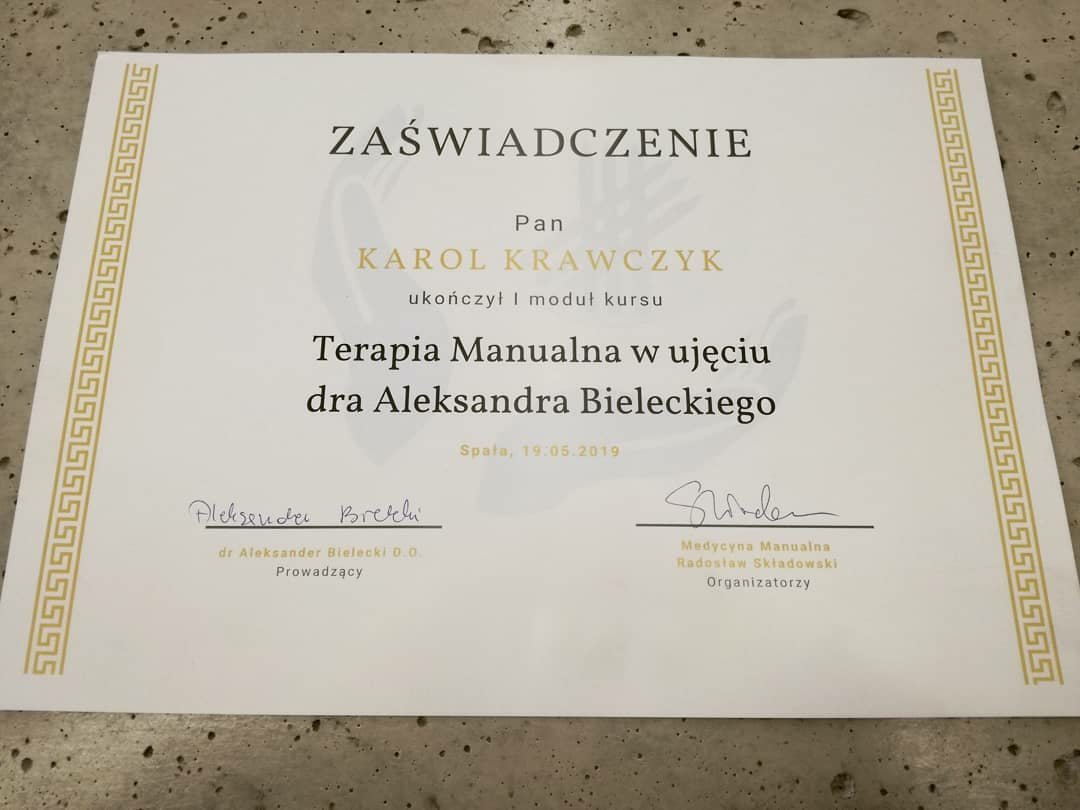 ZAŚWIADCZENIE
Pan
KAROL KRAWCZYK
ukończył I moduł kursu
Terapia Manualna w ujęciu
dra Aleksandra Bieleckiego
Spała, 19.05.2019
Aleksander Bielecki
dr Aleksander Bielecki D.O.
Prowadzący
Medycyna Manualna
Radosław Składowski
Organizatorzy